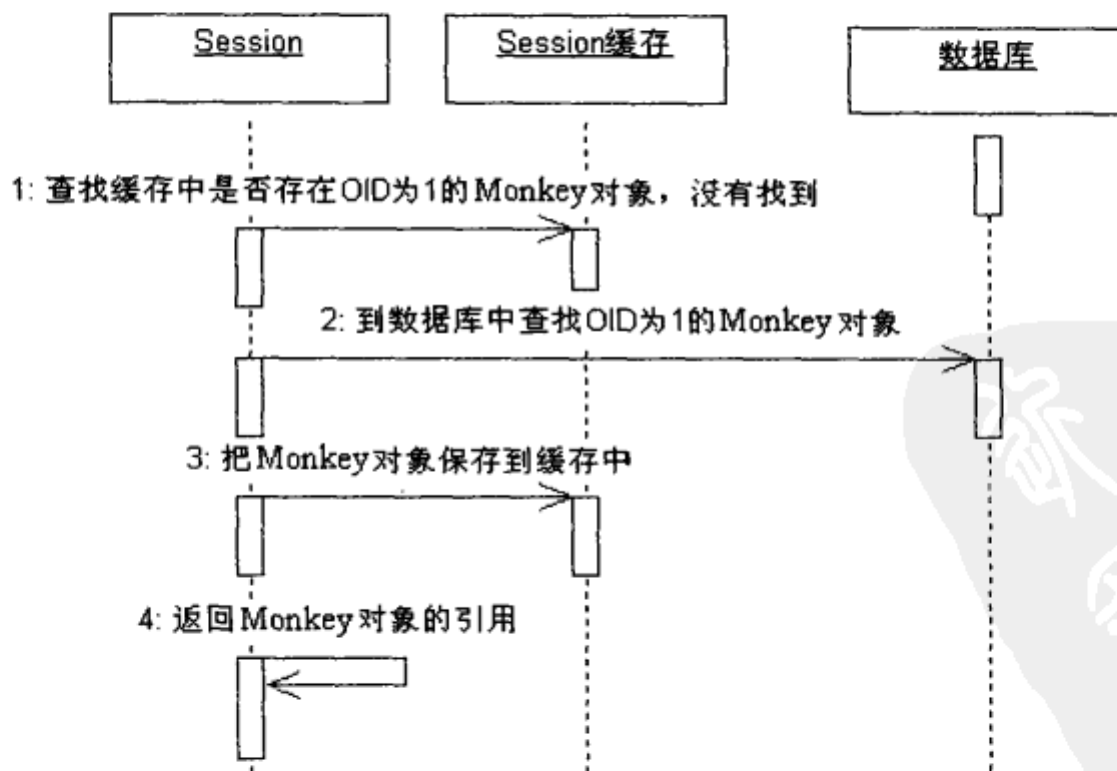 Session
Session缓存
数据库
1: 查找缓存中是否存在OID为1的Monkey对象，没有找到
2: 到数据库中查找OID为1的Monkey对象
3: 把Monkey对象保存到缓存中
4: 返回Monkey对象的引用